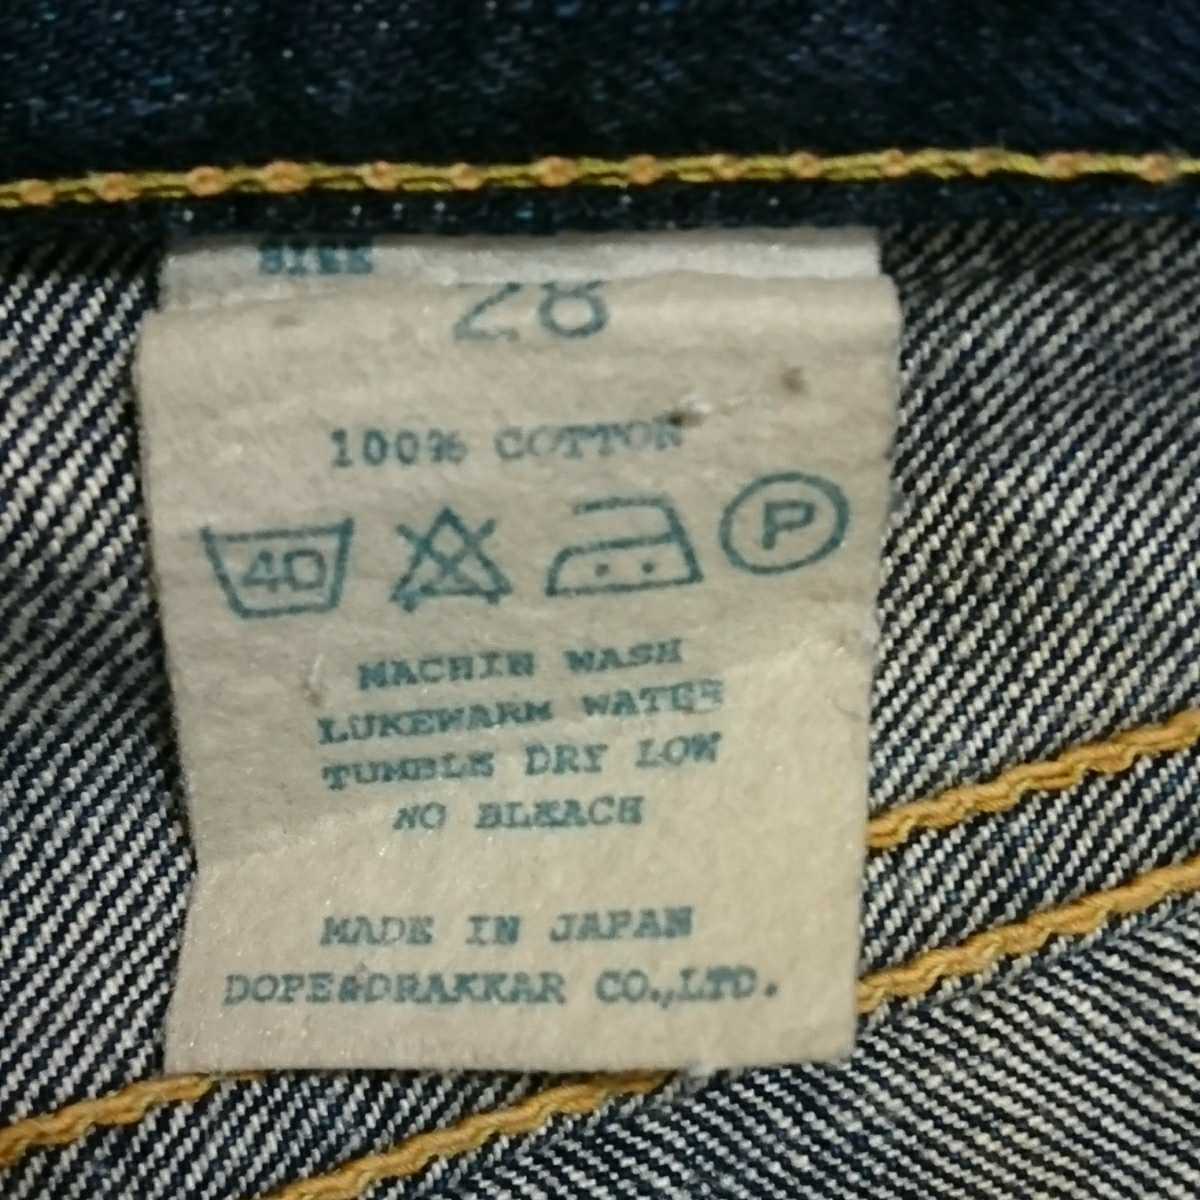 SIZE
28
100% COTTON
40 P
MACHIN WASH
LUKEWARM WATER
TUMBLE DRY LOW
NO BLEACH
MADE IN JAPAN
DOPE&DRAKKAR CO.,LTD.